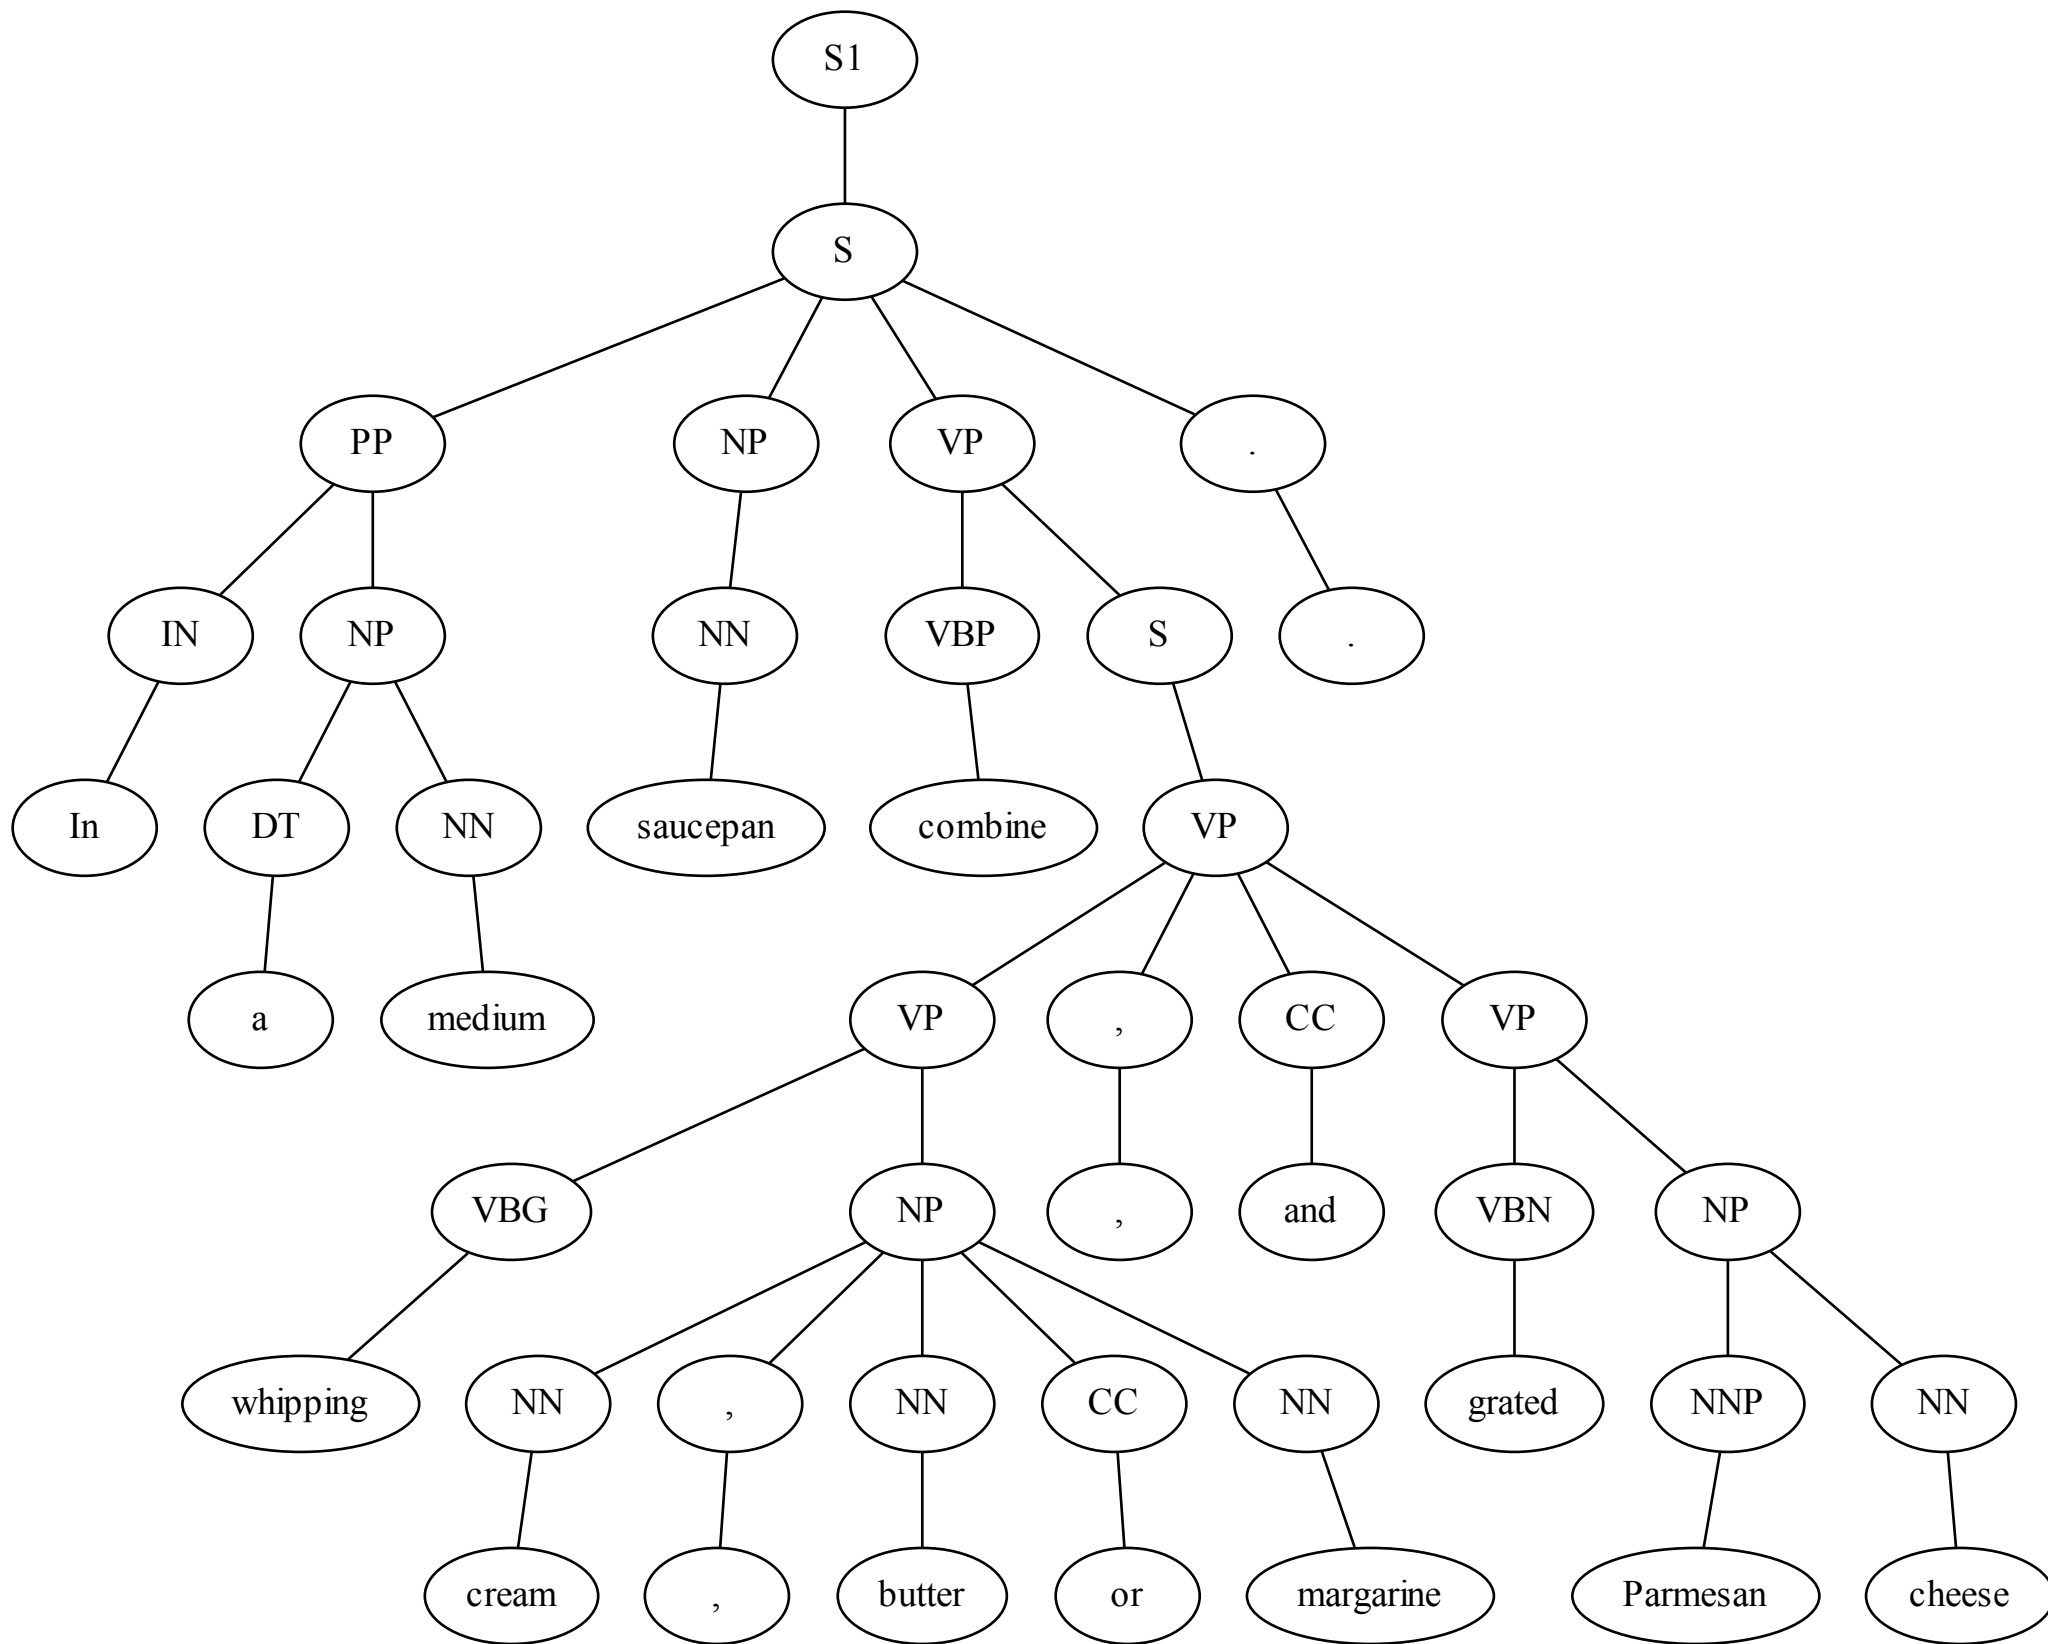 S1
S
PP NP VP .
IN NP NN VBP S .
In DT NN saucepan combine VP
a medium VP , CC VP
VBG NP , and VBN NP
whipping NN , NN CC NN grated NNP NN
cream , butter or margarine Parmesan cheese